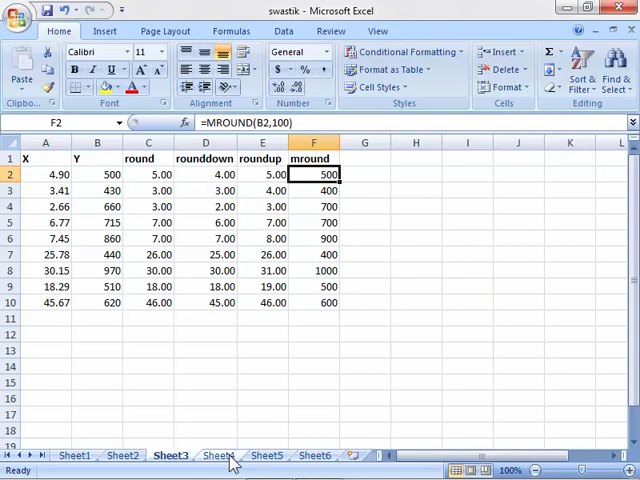 swastik - Microsoft Excel
Home Insert Page Layout Formulas Data Review View
Paste
Calibri 11 A A
B I U A
General
$ % , .0 .00 .00 .0
Conditional Formatting
Format as Table
Cell Styles
Insert
Delete
Format
Σ
Sort & Filter
Find & Select
Clipboard Font Alignment Number Styles Cells Editing
F2 fx =MROUND(B2,100)
A B C D E F G H I J K L
1 X Y round rounddown roundup mround
2 4.90 500 5.00 4.00 5.00 500
3 3.41 430 3.00 3.00 4.00 400
4 2.66 660 3.00 2.00 3.00 700
5 6.77 715 7.00 6.00 7.00 700
6 7.45 860 7.00 7.00 8.00 900
7 25.78 440 26.00 25.00 26.00 400
8 30.15 970 30.00 30.00 31.00 1000
9 18.29 510 18.00 18.00 19.00 500
10 45.67 620 46.00 45.00 46.00 600
11
12
13
14
15
16
17
18
19
Sheet1 Sheet2 Sheet3 Sheet4 Sheet5 Sheet6
Ready 100%